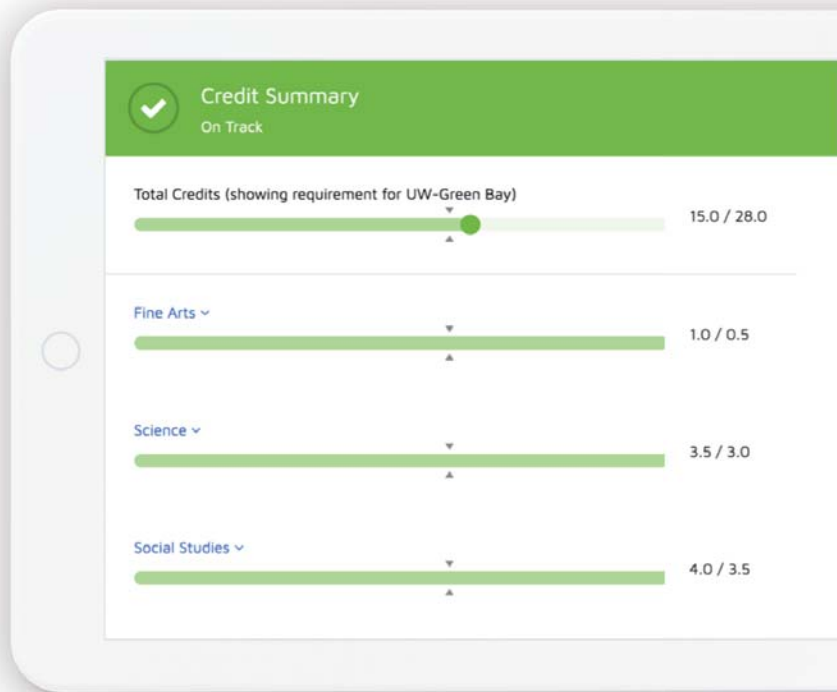 Credit Summary
On Track
Total Credits (showing requirement for UW-Green Bay)
15.0 / 28.0
Fine Arts
1.0 / 0.5
Science
3.5 / 3.0
Social Studies
4.0 / 3.5